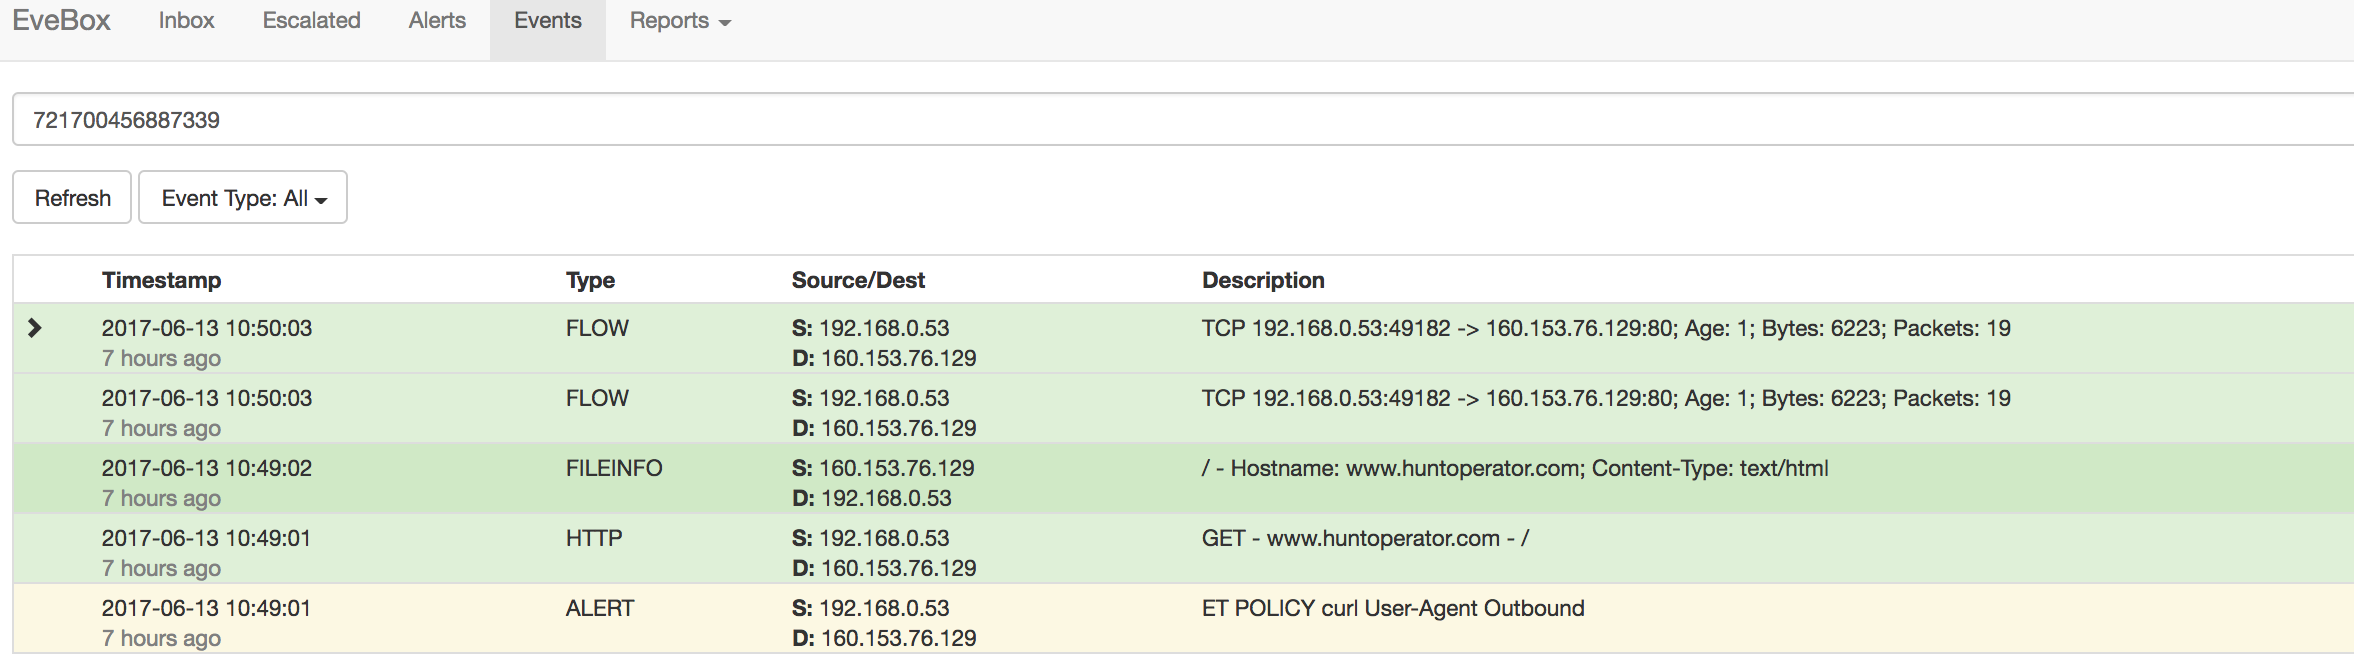 EveBox Inbox Escalated Alerts Events Reports
721700456887339
Refresh Event Type: All
Timestamp Type Source/Dest Description
2017-06-13 10:50:03 FLOW S: 192.168.0.53 TCP 192.168.0.53:49182 -> 160.153.76.129:80; Age: 1; Bytes: 6223; Packets: 19
7 hours ago D: 160.153.76.129
2017-06-13 10:50:03 FLOW S: 192.168.0.53 TCP 192.168.0.53:49182 -> 160.153.76.129:80; Age: 1; Bytes: 6223; Packets: 19
7 hours ago D: 160.153.76.129
2017-06-13 10:49:02 FILEINFO S: 160.153.76.129 / - Hostname: www.huntoperator.com; Content-Type: text/html
7 hours ago D: 192.168.0.53
2017-06-13 10:49:01 HTTP S: 192.168.0.53 GET - www.huntoperator.com - /
7 hours ago D: 160.153.76.129
2017-06-13 10:49:01 ALERT S: 192.168.0.53 ET POLICY curl User-Agent Outbound
7 hours ago D: 160.153.76.129